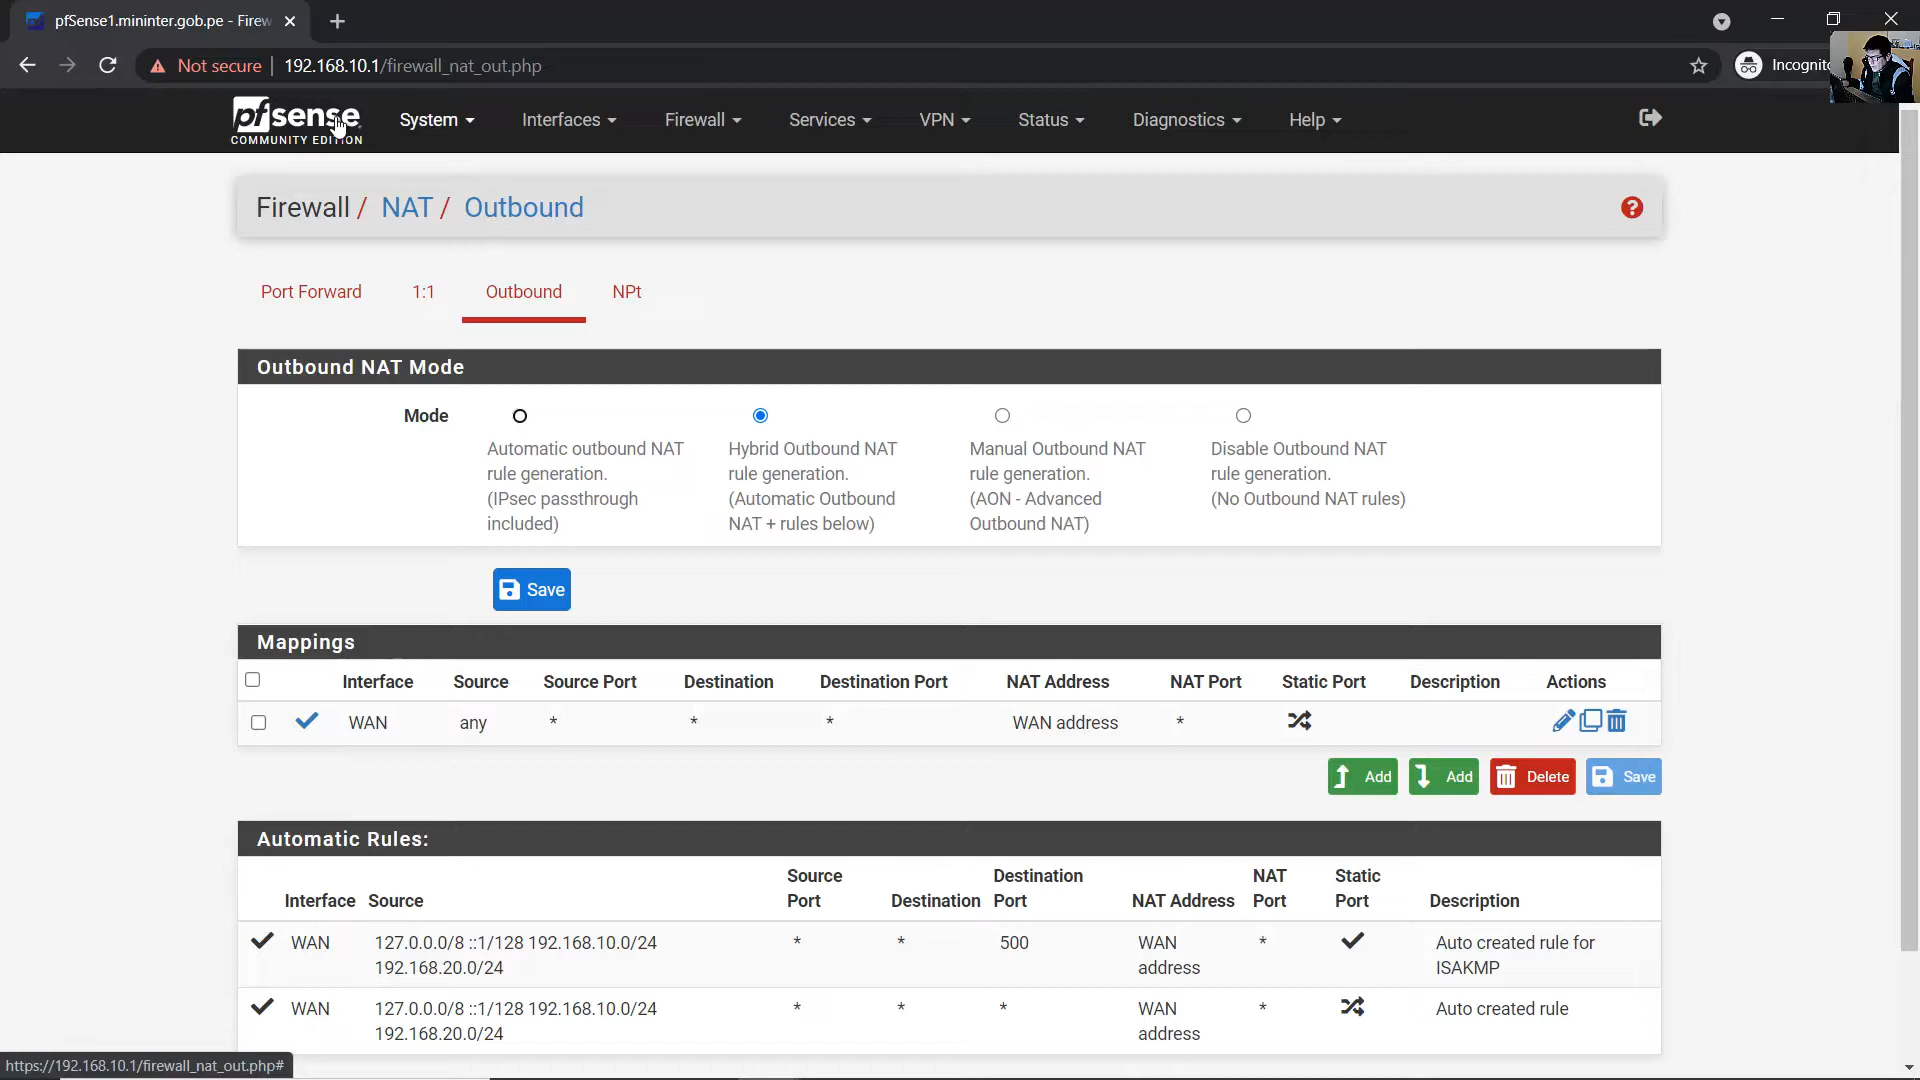 pfSense1.mininter.gob.pe - Firew
Not secure
192.168.10.1/firewall_nat_out.php
Incognito
pfsense
COMMUNITY EDITION
System
Interfaces
Firewall
Services
VPN
Status
Diagnostics
Help
Firewall / NAT / Outbound
Port Forward
1:1
Outbound
NPt
Outbound NAT Mode
Mode
Automatic outbound NAT
rule generation.
(IPsec passthrough
included)
Hybrid Outbound NAT
rule generation.
(Automatic Outbound
NAT + rules below)
Manual Outbound NAT
rule generation.
(AON - Advanced
Outbound NAT)
Disable Outbound NAT
rule generation.
(No Outbound NAT rules)
Save
Mappings
Interface Source Source Port Destination Destination Port NAT Address NAT Port Static Port Description Actions
WAN any * * * WAN address *
Add Add Delete Save
Automatic Rules:
Interface Source Source Port Destination Destination Port NAT Address NAT Port Static Port Description
WAN 127.0.0.0/8 ::1/128 192.168.10.0/24 * * 500 WAN * Auto created rule for
192.168.20.0/24 address ISAKMP
WAN 127.0.0.0/8 ::1/128 192.168.10.0/24 * * * WAN * Auto created rule
192.168.20.0/24 address
https://192.168.10.1/firewall_nat_out.php#